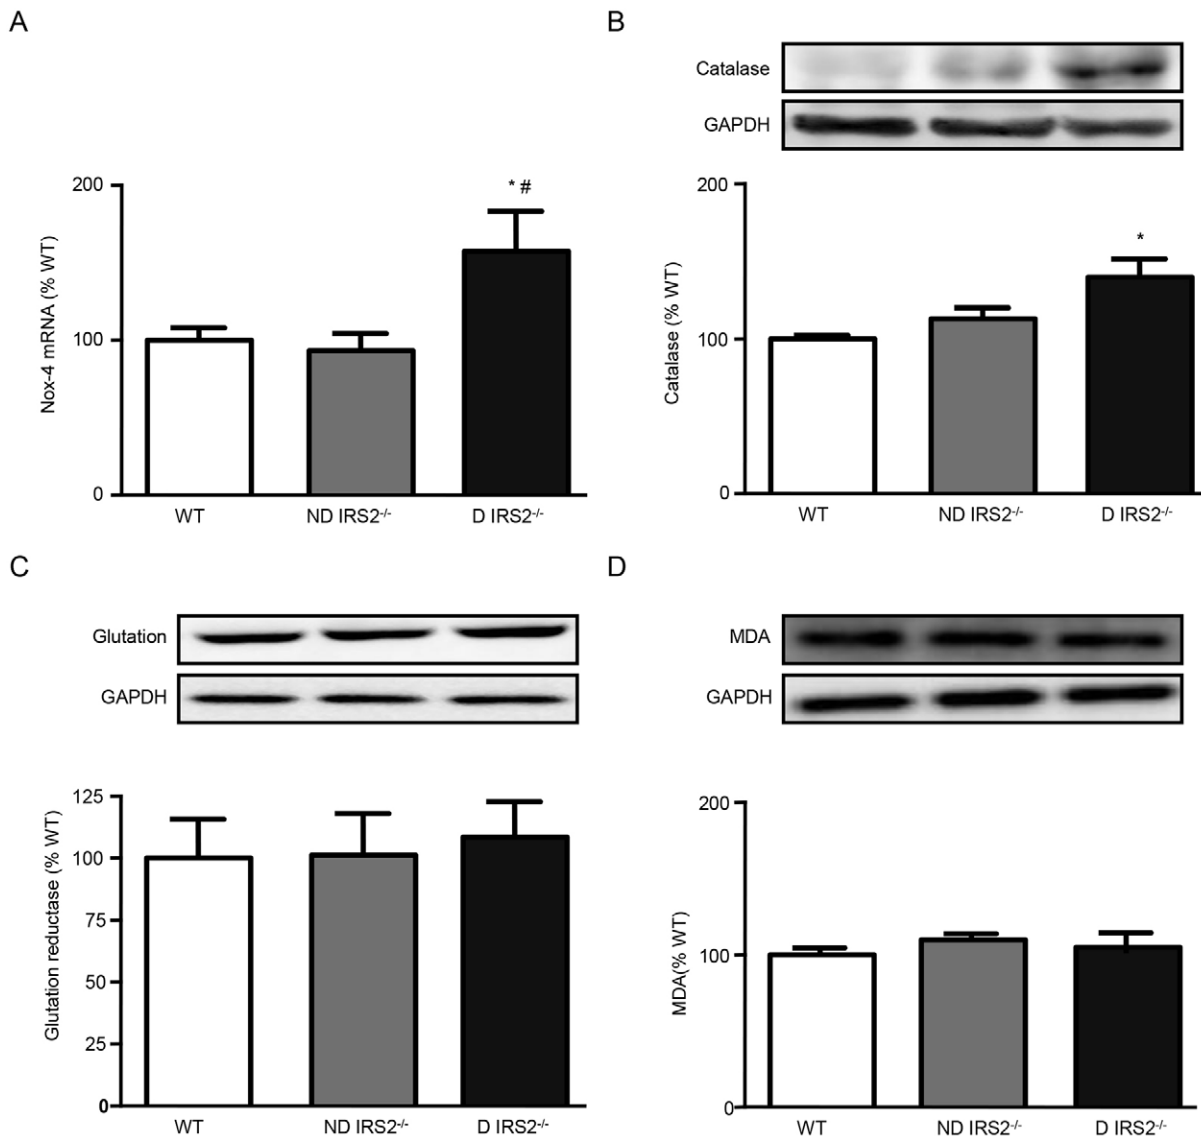 A
Nox-4 mRNA (% WT)
200
100
0
* #
WT ND IRS2-/- D IRS2-/-
B
Catalase
GAPDH
Catalase (% WT)
200
100
0
*
WT ND IRS2-/- D IRS2-/-
C
Glutation
GAPDH
Glutation reductase (% WT)
125
100
75
50
25
0
WT ND IRS2-/- D IRS2-/-
D
MDA
GAPDH
MDA(% WT)
200
100
0
WT ND IRS2-/- D IRS2-/-